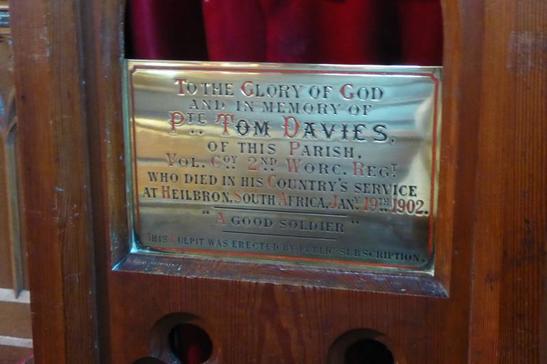 TO THE GLORY OF GOD
AND IN MEMORY OF
PTE. TOM DAVIES.
OF THIS PARISH,
VOL. COY. 2ND WORC. REGT.
WHO DIED IN HIS COUNTRY'S SERVICE
AT HEILBRON, SOUTH AFRICA, JANY. 19TH 1902.
"A GOOD SOLDIER"
THIS PULPIT WAS ERECTED BY PUBLIC SUBSCRIPTION.